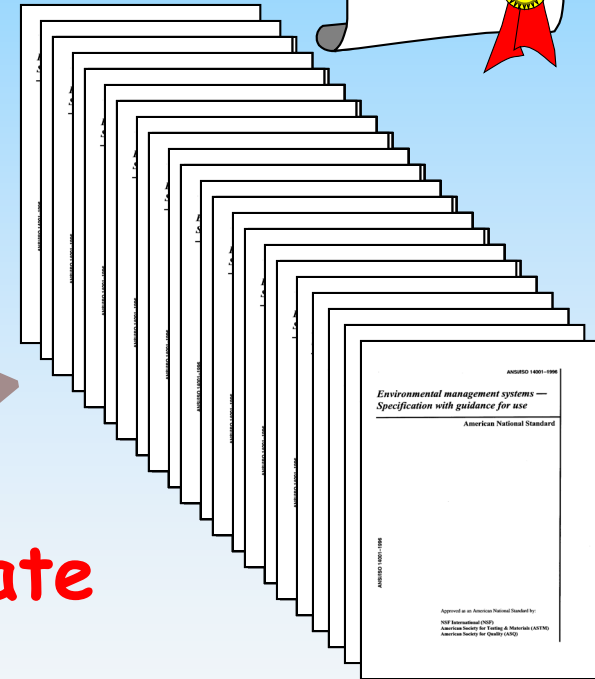 ANSI/ISO 14001-1996
Environmental management systems —
Specification with guidance for use
American National Standard
ANSI/ISO 14001-1996
Approved as an American National Standard by:
NSF International (NSF)
American Society for Testing & Materials (ASTM)
American Society for Quality (ASQ)
ate